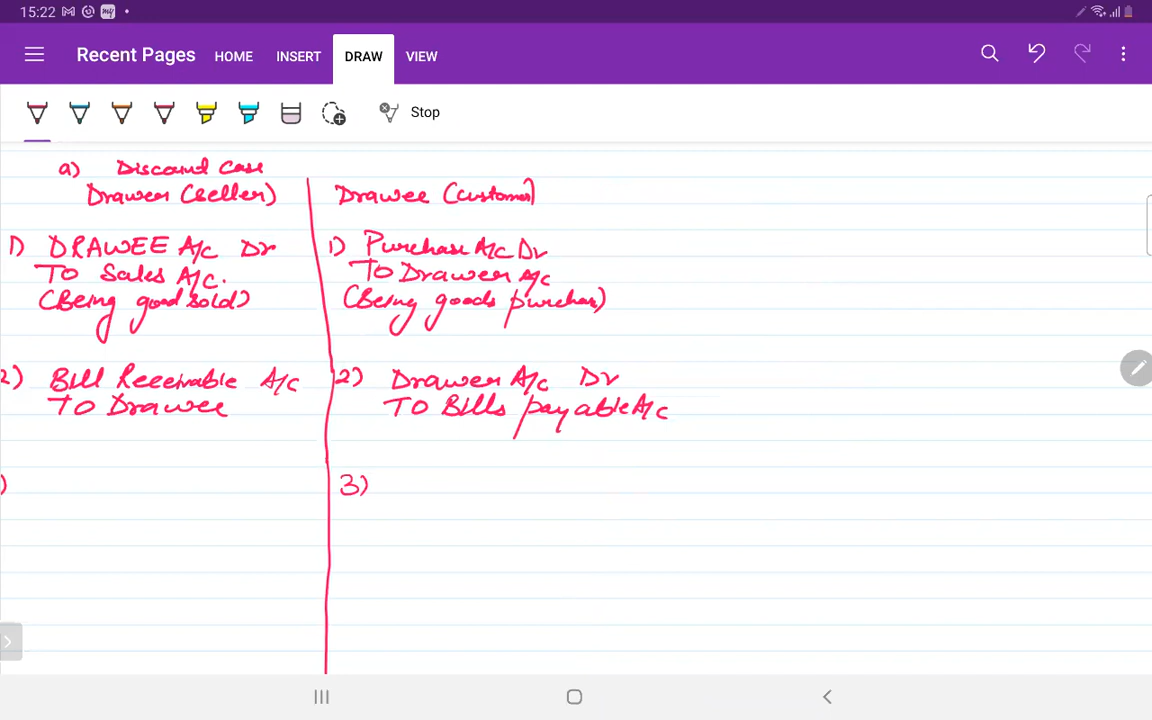 15:22
Recent Pages HOME INSERT DRAW VIEW
Stop
a) Discount Case
Drawer (Seller)
Drawee (customer)
1) DRAWEE A/c Dr
To Sales A/c.
(Being good sold)
1) Purchase A/c Dr
To Drawer A/c
(Being goods purchas)
2) Bill Receivable A/c
To Drawee
2) Drawer A/c Dr
To Bills payable A/c
)
3)